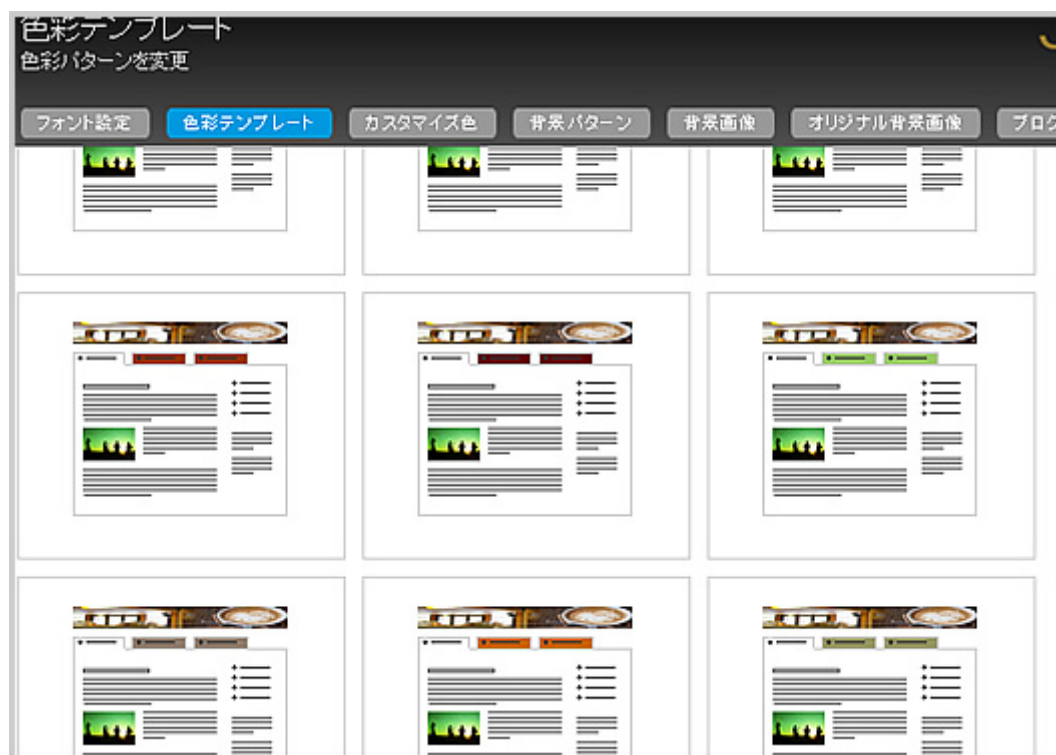 色彩テンプレート
色彩パターンを変更
フォント設定
色彩テンプレート
カスタマイズ色
背景パターン
背景画像
オリジナル背景画像
ブログ